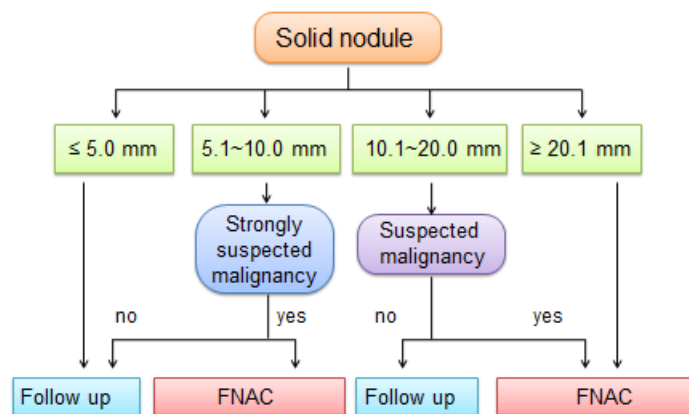 Solid nodule
≤ 5.0 mm
5.1~10.0 mm
10.1~20.0 mm
≥ 20.1 mm
Strongly
suspected
malignancy
Suspected
malignancy
no
yes
no
yes
Follow up
FNAC
Follow up
FNAC